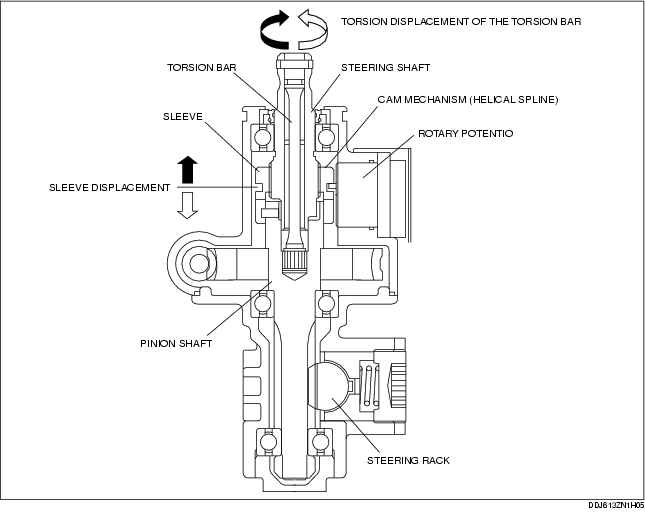 TORSION DISPLACEMENT OF THE TORSION BAR
TORSION BAR
STEERING SHAFT
CAM MECHANISM (HELICAL SPLINE)
SLEEVE
ROTARY POTENTIO
SLEEVE DISPLACEMENT
PINION SHAFT
STEERING RACK
DDJ613ZN1H05